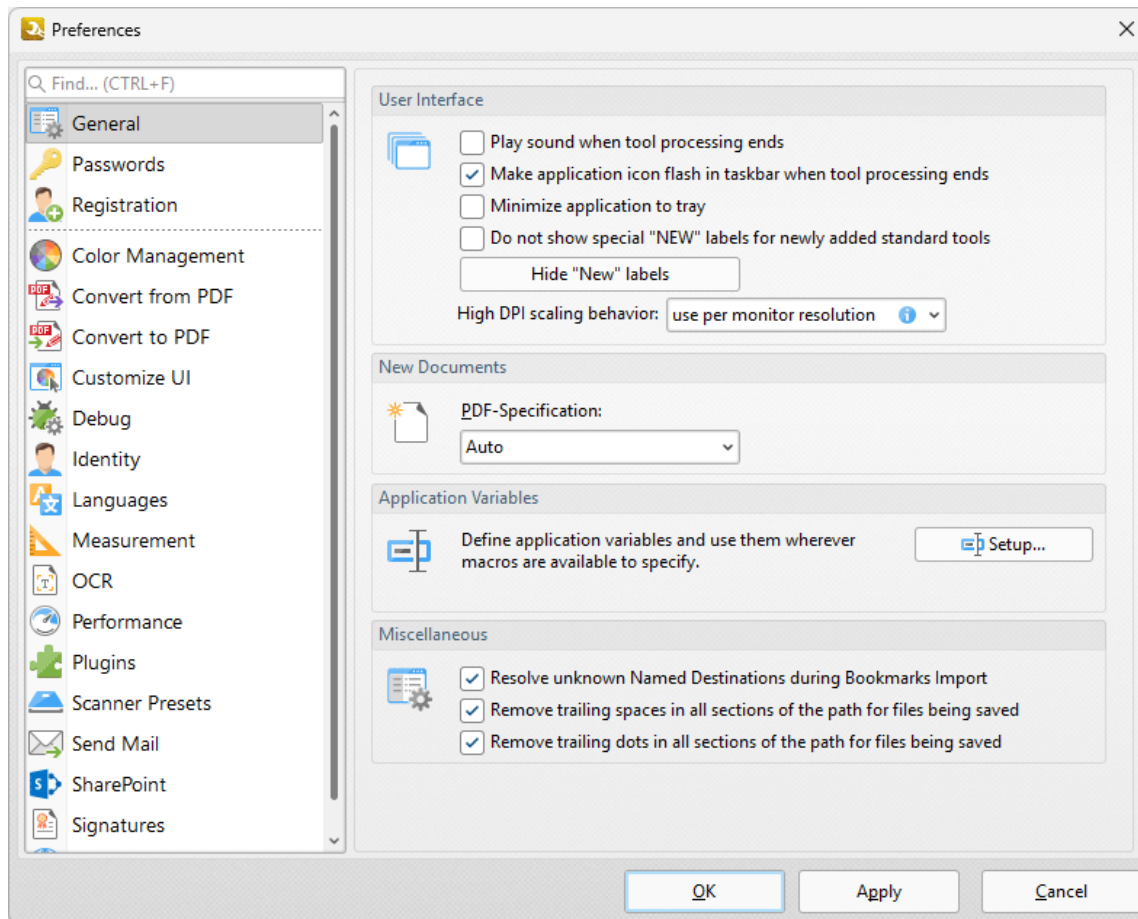 Preferences
Find... (CTRL+F)
General
Passwords
Registration
Color Management
Convert from PDF
Convert to PDF
Customize UI
Debug
Identity
Languages
Measurement
OCR
Performance
Plugins
Scanner Presets
Send Mail
SharePoint
Signatures
User Interface
Play sound when tool processing ends
Make application icon flash in taskbar when tool processing ends
Minimize application to tray
Do not show special "NEW" labels for newly added standard tools
Hide "New" labels
High DPI scaling behavior: use per monitor resolution
New Documents
PDF-Specification:
Auto
Application Variables
Define application variables and use them wherever
macros are available to specify.
Setup...
Miscellaneous
Resolve unknown Named Destinations during Bookmarks Import
Remove trailing spaces in all sections of the path for files being saved
Remove trailing dots in all sections of the path for files being saved
OK
Apply
Cancel